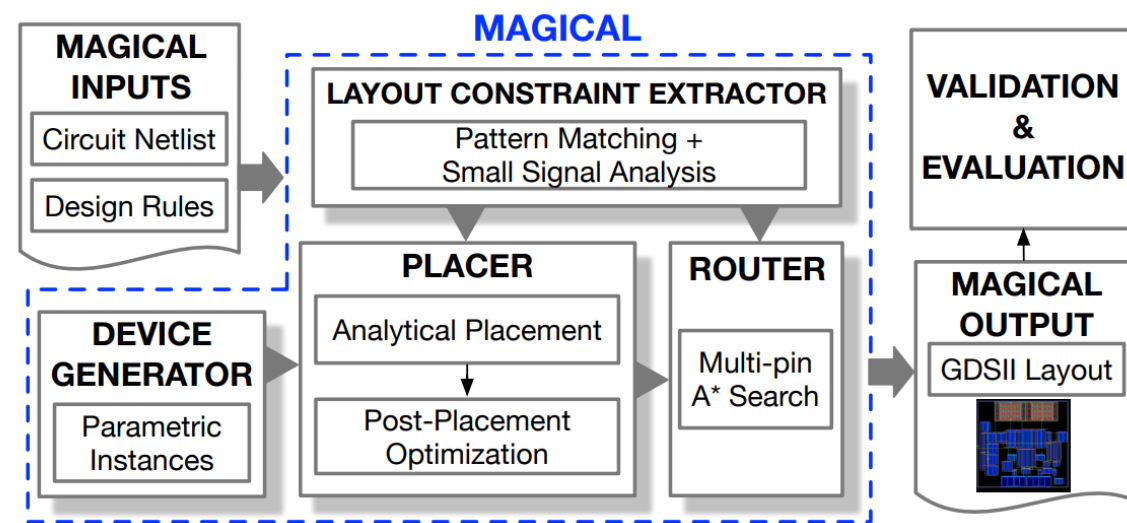 MAGICAL
MAGICAL
INPUTS
Circuit Netlist
Design Rules
LAYOUT CONSTRAINT EXTRACTOR
Pattern Matching +
Small Signal Analysis
DEVICE
GENERATOR
Parametric
Instances
PLACER
Analytical Placement
Post-Placement
Optimization
ROUTER
Multi-pin
A* Search
VALIDATION
&
EVALUATION
MAGICAL
OUTPUT
GDSII Layout